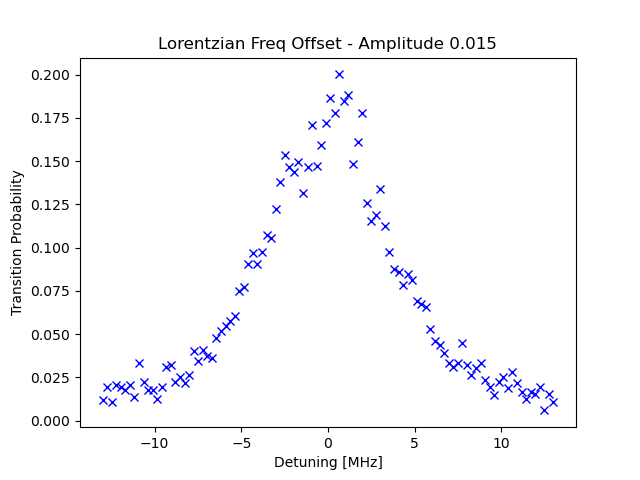 Lorentzian Freq Offset - Amplitude 0.015
0.200
0.175
0.150
0.125
0.100
0.075
0.050
0.025
0.000
Transition Probability
−10 −5 0 5 10
Detuning [MHz]